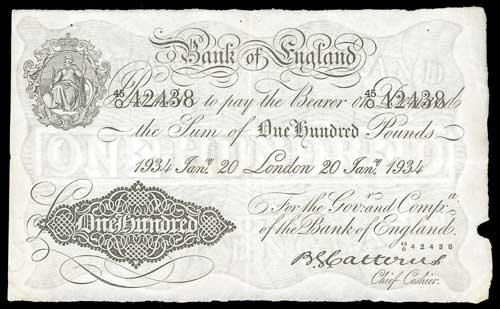 Bank of England
Promise to pay the Bearer on Demand
45/O 42438 45/O 42438
the Sum of One Hundred Pounds
1934 Jany. 20 London 20 Jany. 1934
For the Govr. and Compa.
of the Bank of England.
45/O 42438
One Hundred
B G Catterns
Chief Cashier.